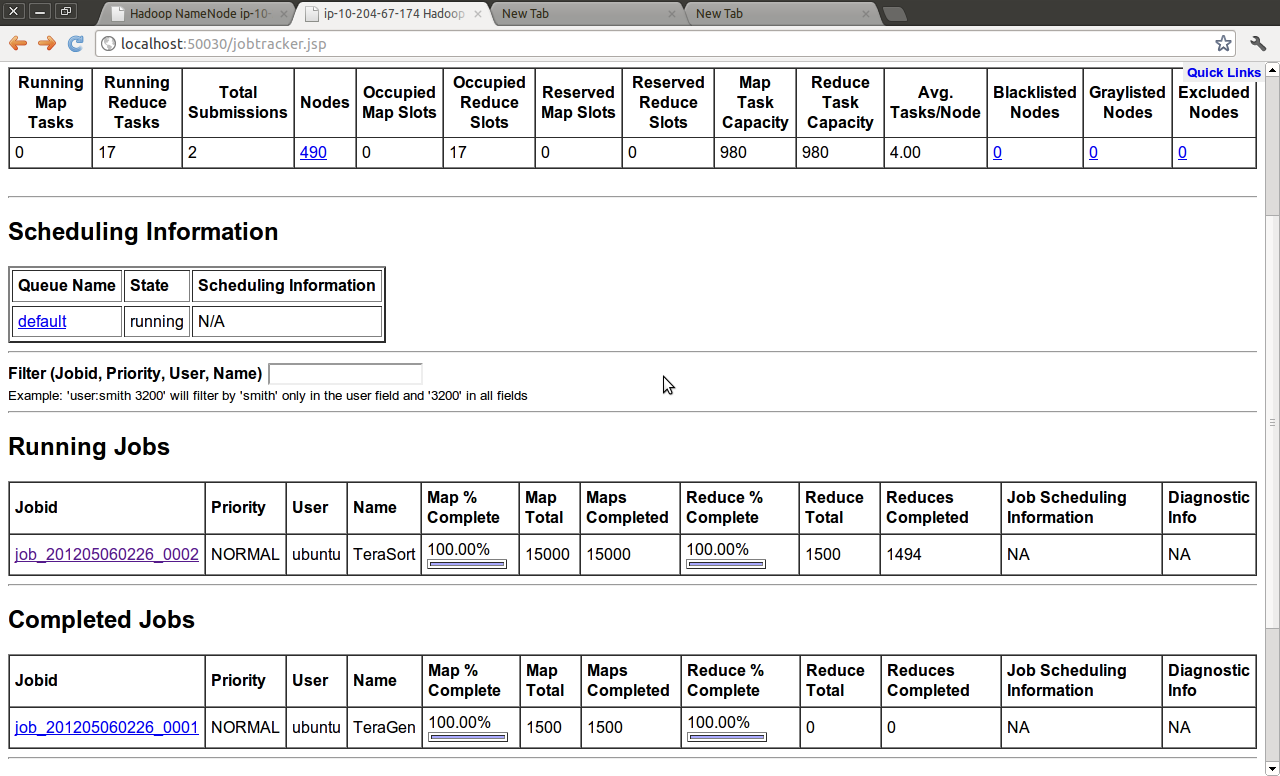 Hadoop NameNode ip-10-
ip-10-204-67-174 Hadoop
New Tab
New Tab
localhost:50030/jobtracker.jsp
Quick Links
Running Map Tasks Running Reduce Tasks Total Submissions Nodes Occupied Map Slots Occupied Reduce Slots Reserved Map Slots Reserved Reduce Slots Map Task Capacity Reduce Task Capacity Avg. Tasks/Node Blacklisted Nodes Graylisted Nodes Excluded Nodes
0 17 2 490 0 17 0 0 980 980 4.00 0 0 0
Scheduling Information
Queue Name State Scheduling Information
default running N/A
Filter (Jobid, Priority, User, Name)
Example: 'user:smith 3200' will filter by 'smith' only in the user field and '3200' in all fields
Running Jobs
Jobid Priority User Name Map % Complete Map Total Maps Completed Reduce % Complete Reduce Total Reduces Completed Job Scheduling Information Diagnostic Info
job_201205060226_0002 NORMAL ubuntu TeraSort 100.00% 15000 15000 100.00% 1500 1494 NA NA
Completed Jobs
Jobid Priority User Name Map % Complete Map Total Maps Completed Reduce % Complete Reduce Total Reduces Completed Job Scheduling Information Diagnostic Info
job_201205060226_0001 NORMAL ubuntu TeraGen 100.00% 1500 1500 100.00% 0 0 NA NA